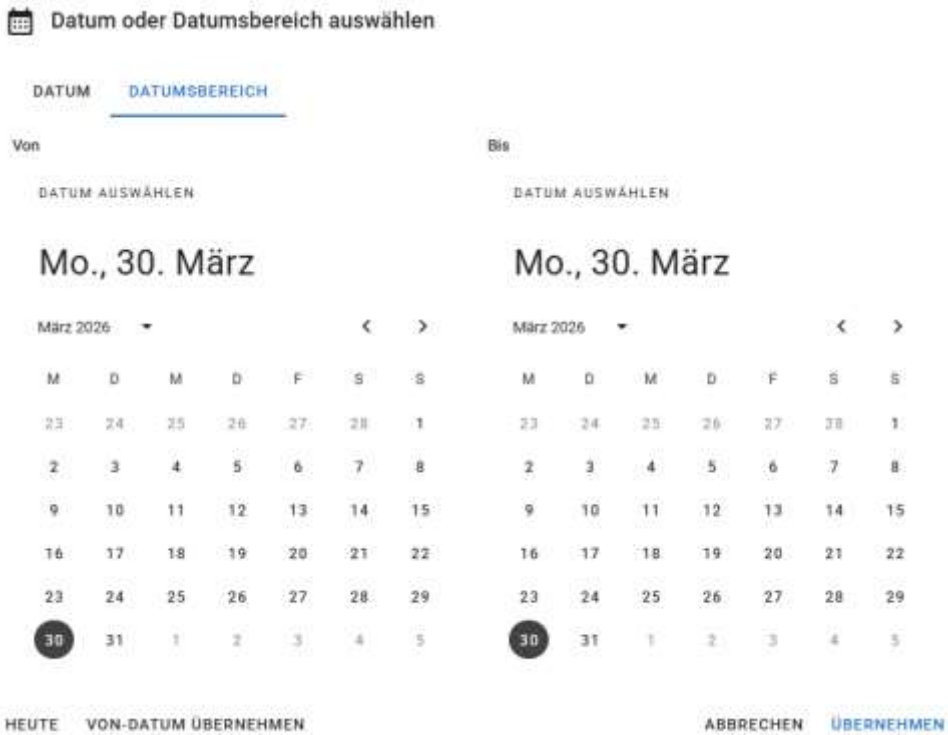 Datum oder Datumsbereich auswählen
DATUM DATUMSBEREICH
Von
DATUM AUSWÄHLEN
Mo., 30. März
März 2026
M D M D F S S
23 24 25 26 27 28 1
2 3 4 5 6 7 8
9 10 11 12 13 14 15
16 17 18 19 20 21 22
23 24 25 26 27 28 29
30 31 1 2 3 4 5
Bis
DATUM AUSWÄHLEN
Mo., 30. März
März 2026
M D M D F S S
23 24 25 26 27 28 1
2 3 4 5 6 7 8
9 10 11 12 13 14 15
16 17 18 19 20 21 22
23 24 25 26 27 28 29
30 31 1 2 3 4 5
HEUTE VON-DATUM ÜBERNEHMEN ABBRECHEN ÜBERNEHMEN